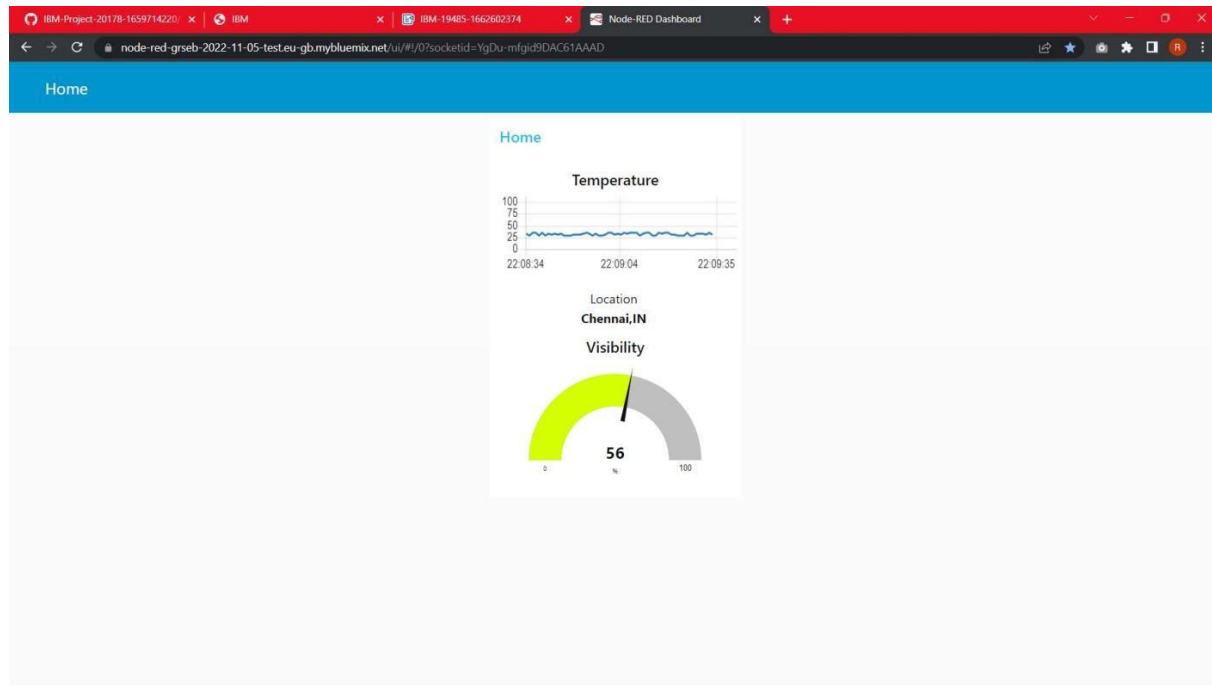 IBM-Project-20178-1659714220/
IBM
IBM-19485-1662602374
Node-RED Dashboard
node-red-grseb-2022-11-05-test.eu-gb.mybluemix.net/ui/#!/0?socketid=YgDu-mfgid9DAC61AAAD
R
Home
Home
Temperature
100
75
50
25
0
22:08:34 22:09:04 22:09:35
Location
Chennai,IN
Visibility
56
0 % 100